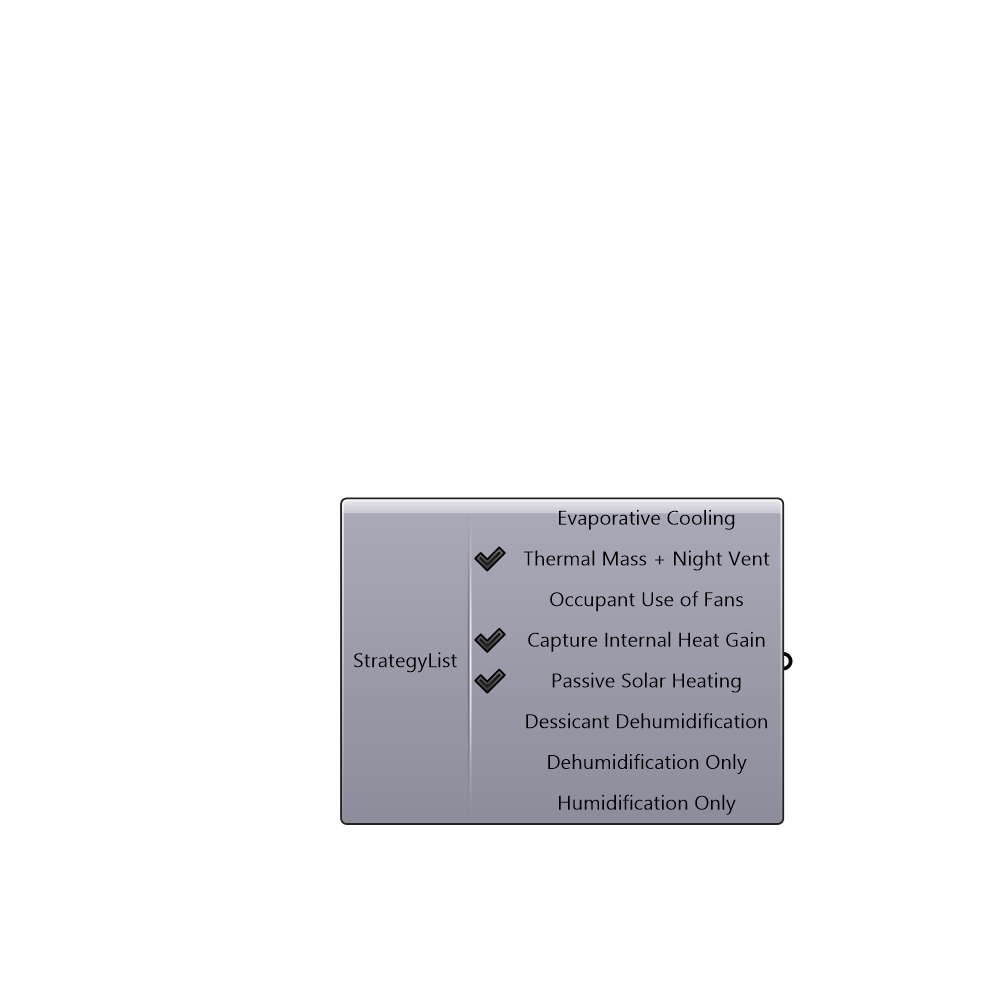 Evaporative Cooling
Thermal Mass + Night Vent
Occupant Use of Fans
Capture Internal Heat Gain
StrategyList
Passive Solar Heating
Dessicant Dehumidification
Dehumidification Only
Humidification Only